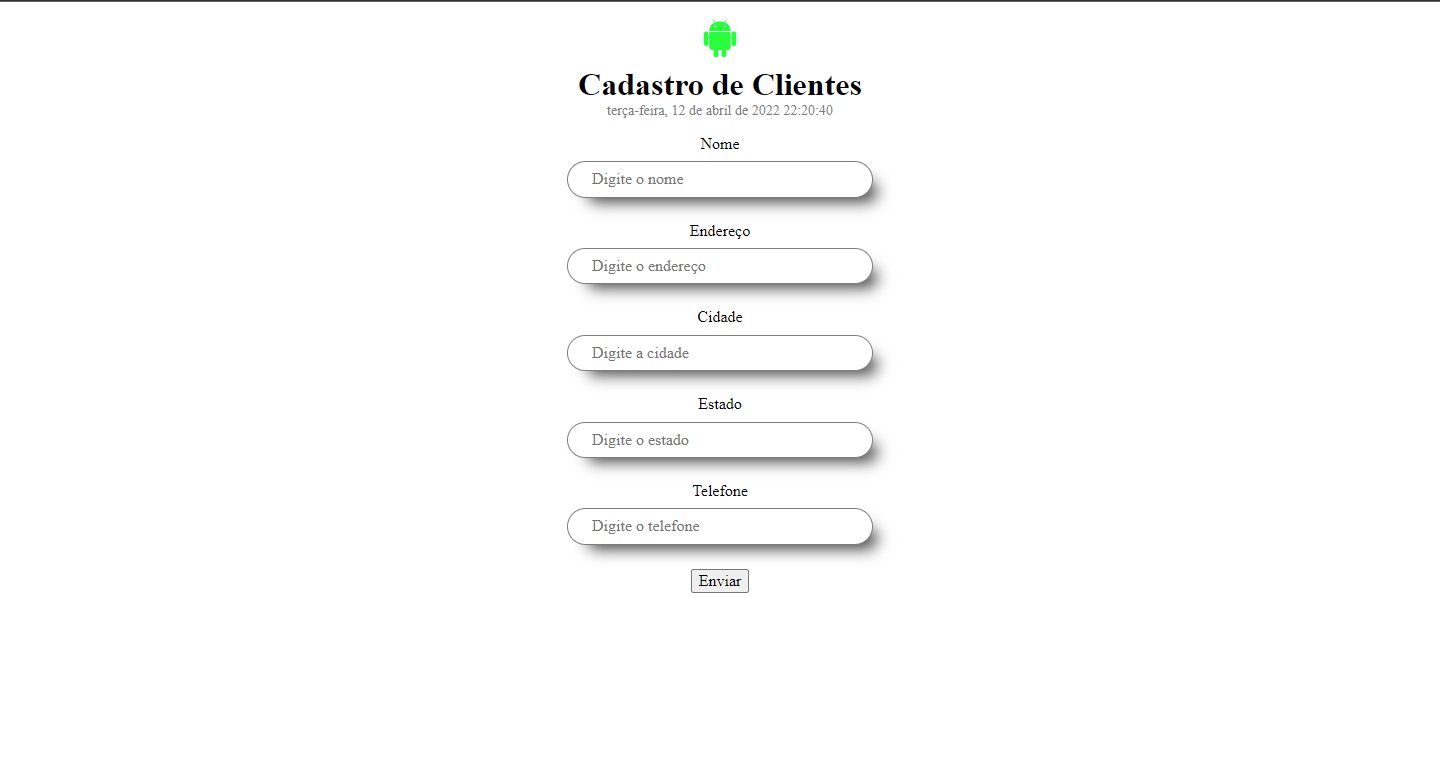 Cadastro de Clientes
terça-feira, 12 de abril de 2022 22:20:40
Nome
Digite o nome
Endereço
Digite o endereço
Cidade
Digite a cidade
Estado
Digite o estado
Telefone
Digite o telefone
Enviar